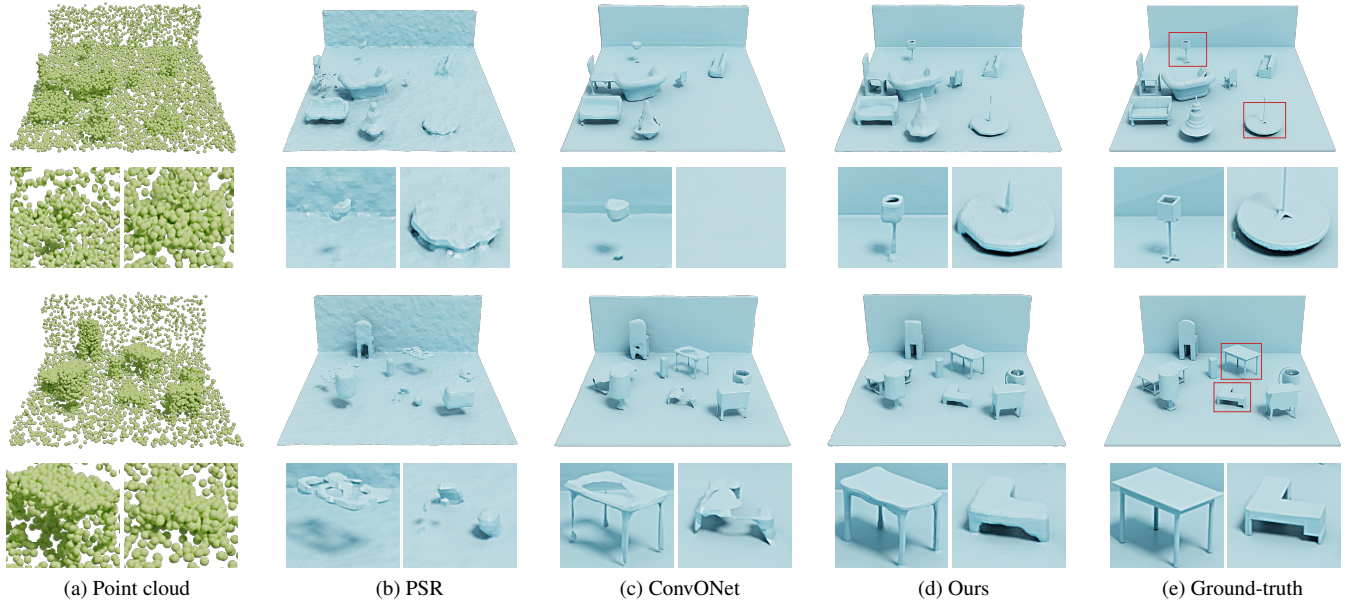 (a) Point cloud
(b) PSR
(c) ConvONet
(d) Ours
(e) Ground-truth